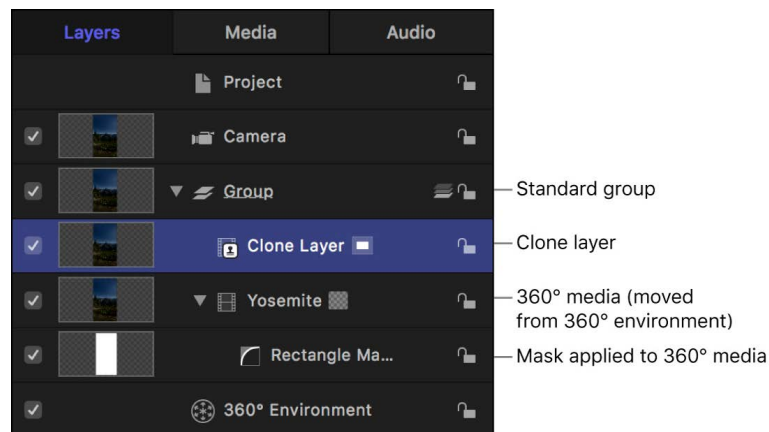 Layers Media Audio
Project
Camera
Group
Standard group
Clone Layer
Clone layer
Yosemite
360° media (moved
from 360° environment)
Rectangle Ma...
Mask applied to 360° media
360° Environment